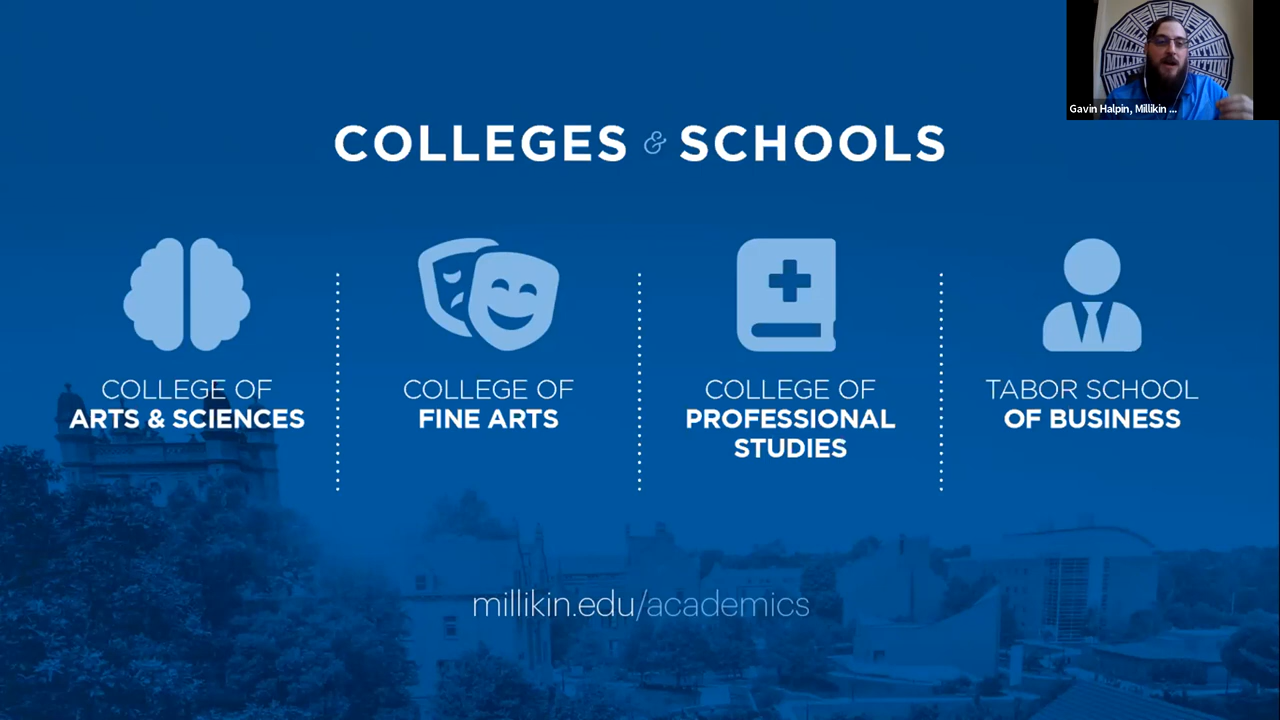 MILLIKIN
Gavin Halpin, Millikin ...
COLLEGES & SCHOOLS
COLLEGE OF
ARTS & SCIENCES
COLLEGE OF
FINE ARTS
COLLEGE OF
PROFESSIONAL
STUDIES
TABOR SCHOOL
OF BUSINESS
millikin.edu/academics